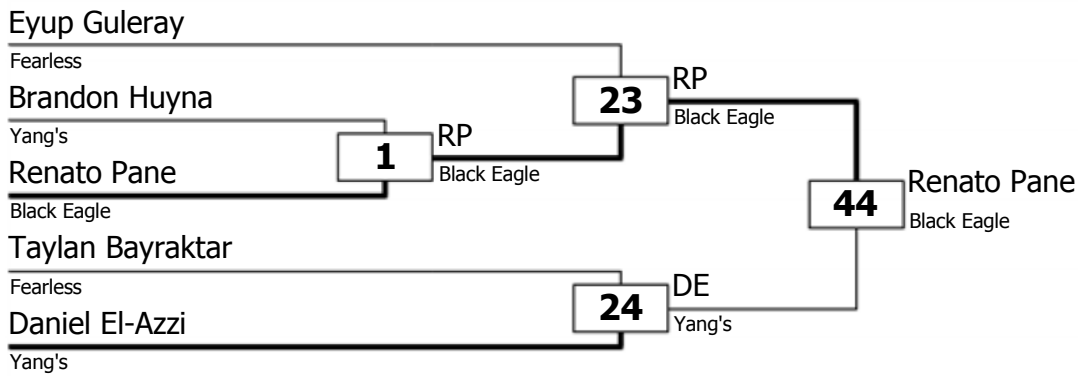 Eyup Guleray
Fearless
Brandon Huyna
Yang's
Renato Pane
Black Eagle
Taylan Bayraktar
Fearless
Daniel El-Azzi
Yang's
1
RP
Black Eagle
23
RP
Black Eagle
24
DE
Yang's
44
Renato Pane
Black Eagle